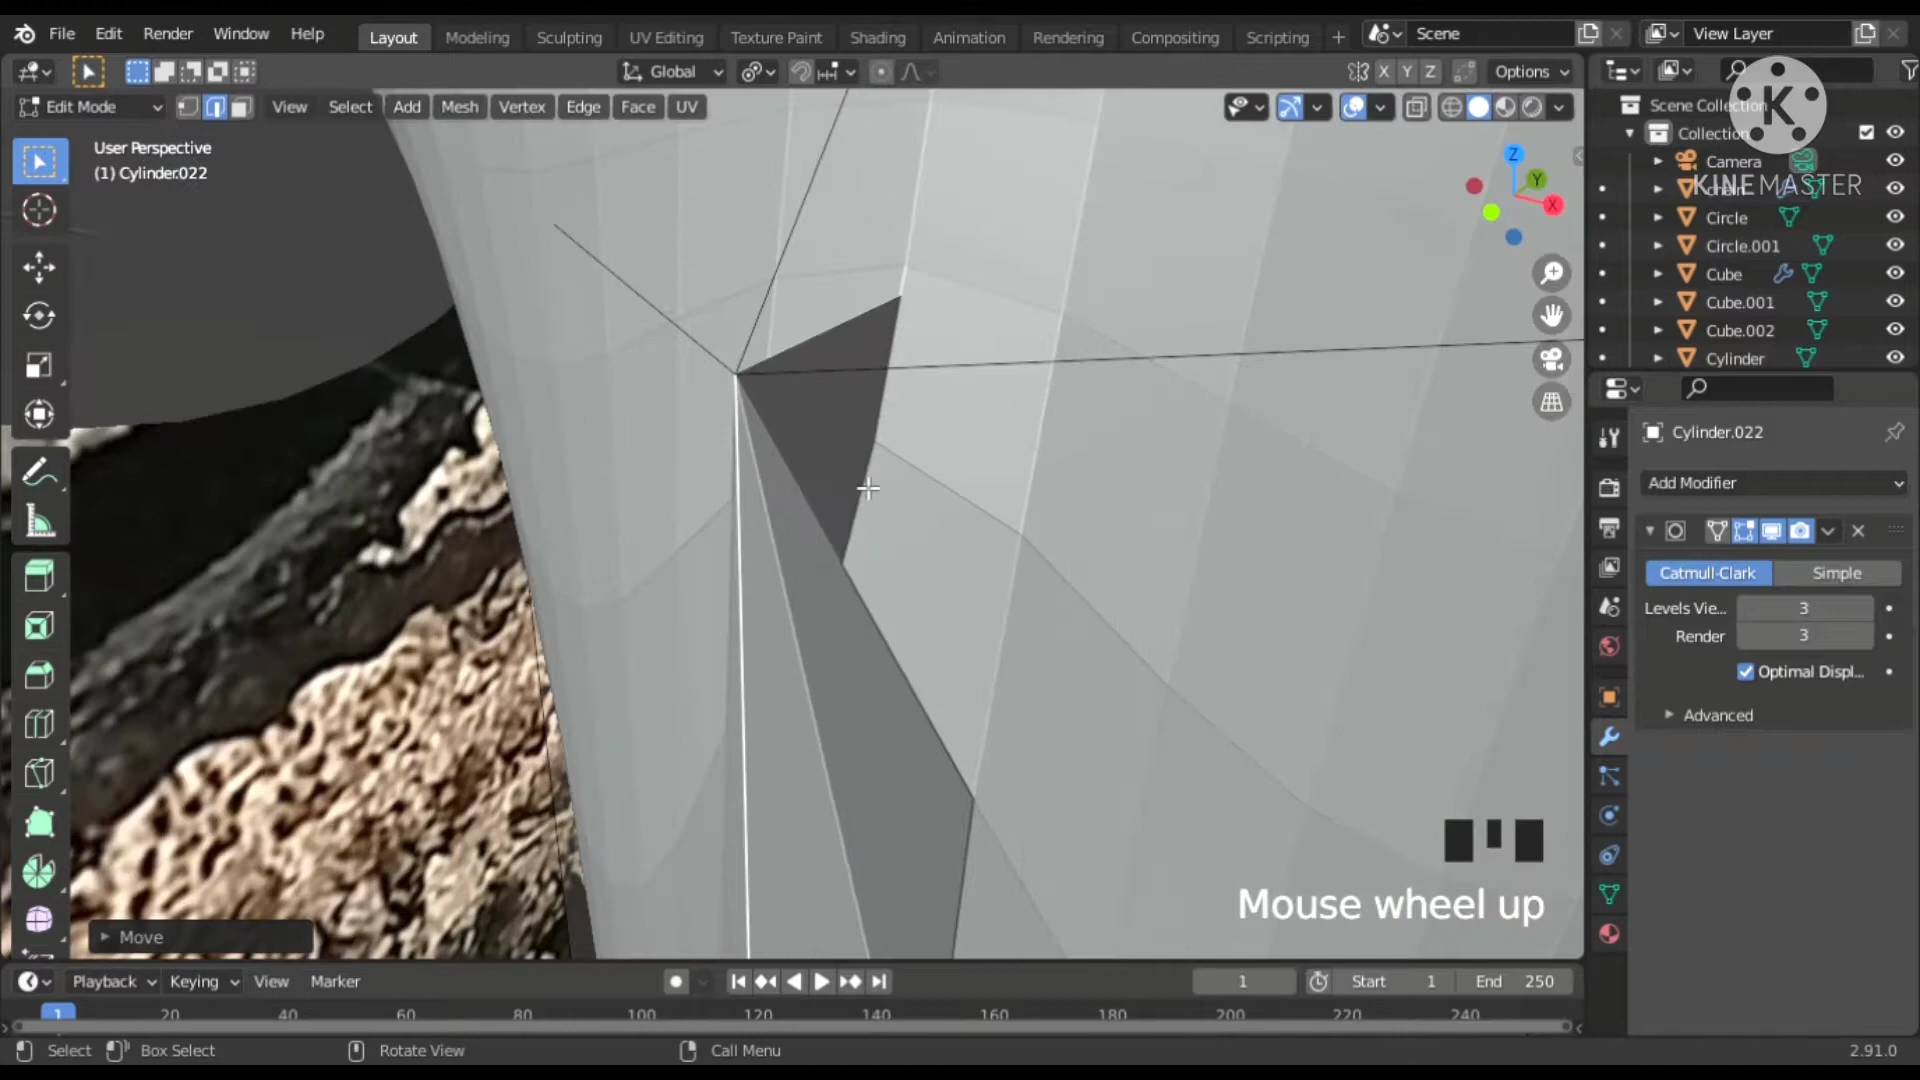 File Edit Render Window Help Layout Modeling Sculpting UV Editing Texture Paint Shading Animation Rendering Compositing Scripting + Scene View Layer
Global X Y Z Options
Edit Mode View Select Add Mesh Vertex Edge Face UV
User Perspective
(1) Cylinder.022
Z
Y
X
Scene Collection
Collection
K
Camera
KINEMASTER
Circle
Circle.001
Cube
Cube.001
Cube.002
Cylinder
Cylinder.022
Add Modifier
Catmull-Clark Simple
Levels Vie... 3
Render 3
Optimal Displ...
Advanced
Mouse wheel up
Move
Playback Keying View Marker 1 Start 1 End 250
1 20 40 60 80 100 120 140 160 180 200 220 240
Select Box Select Rotate View Call Menu 2.91.0